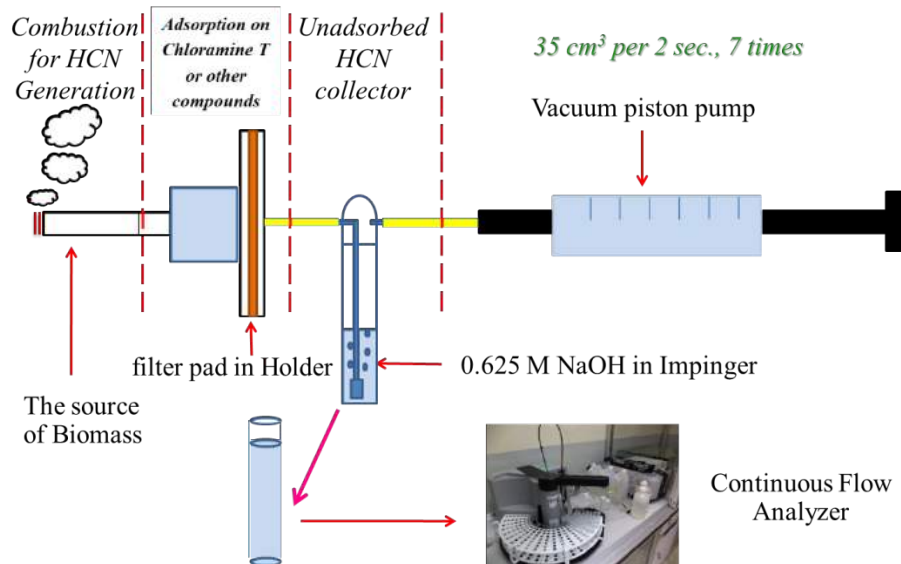 Combustion
for HCN
Generation
Adsorption on
Chloramine T
or other
compounds
Unadsorbed
HCN
collector
35 cm³ per 2 sec., 7 times
Vacuum piston pump
filter pad in Holder
0.625 M NaOH in Impinger
The source
of Biomass
Continuous Flow
Analyzer